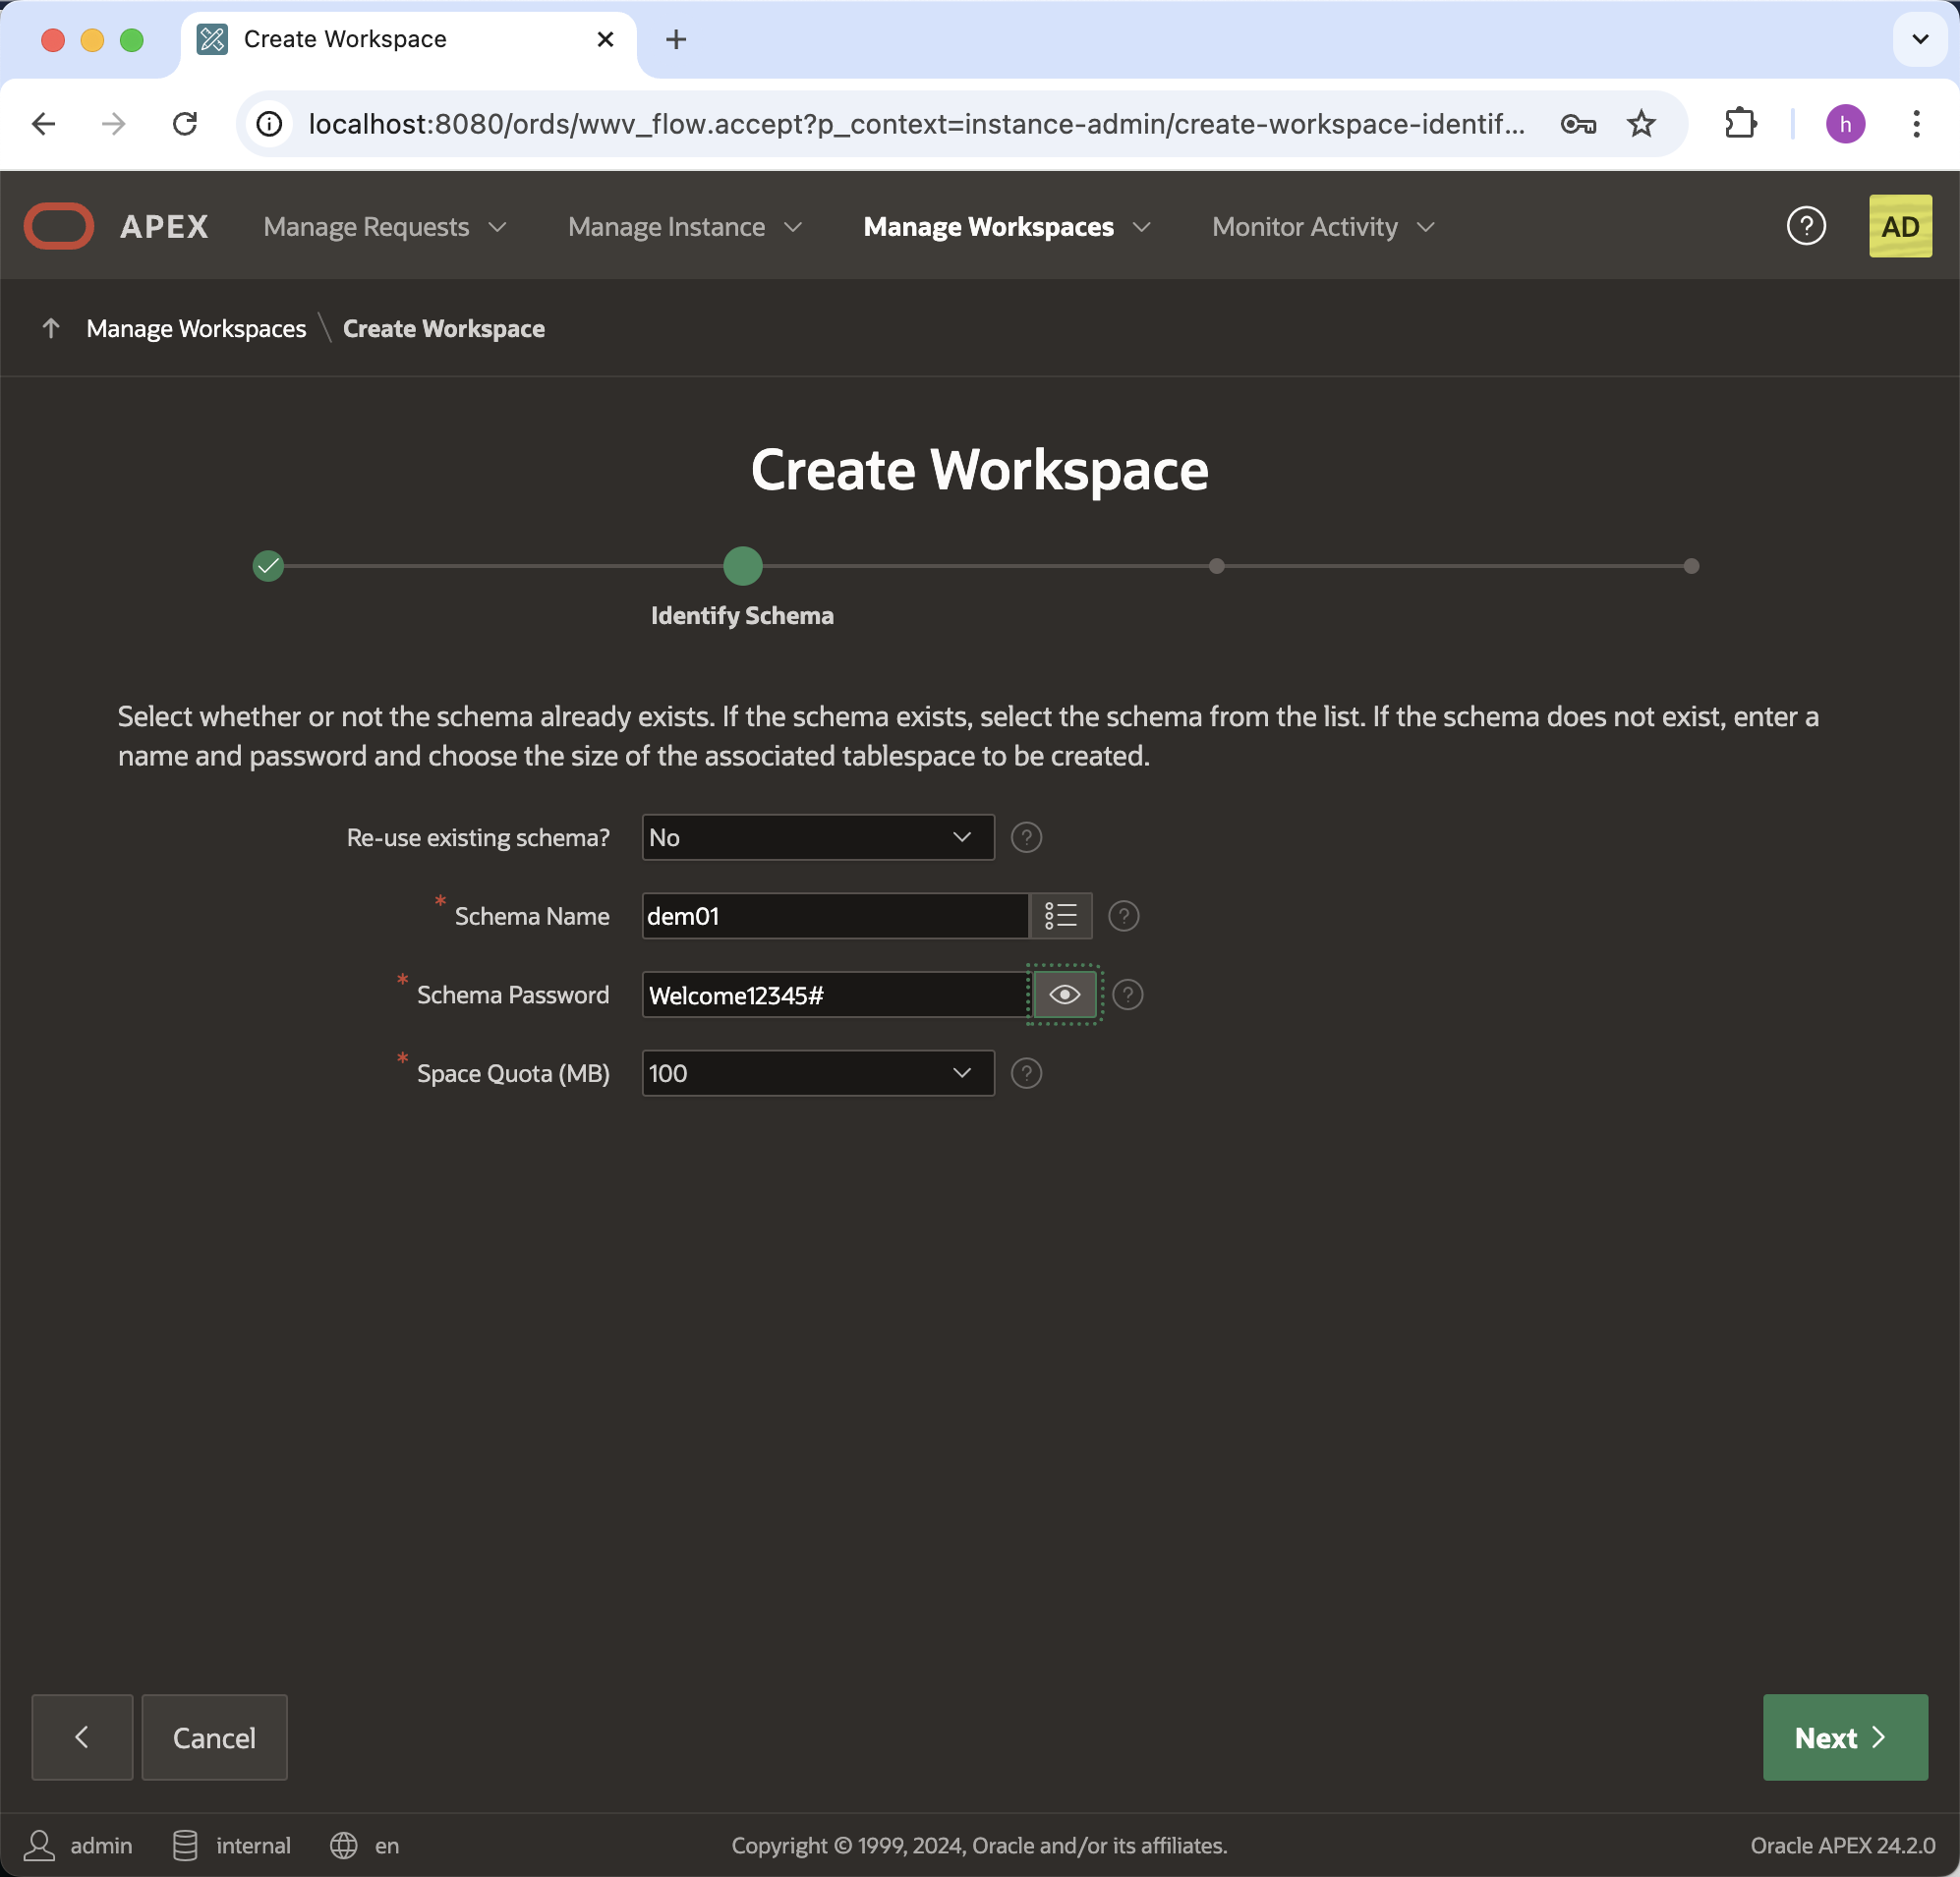 Create Workspace
localhost:8080/ords/wwv_flow.accept?p_context=instance-admin/create-workspace-identif...
h
APEX
Manage Requests
Manage Instance
Manage Workspaces
Monitor Activity
?
AD
Manage Workspaces \ Create Workspace
Create Workspace
Identify Schema
Select whether or not the schema already exists. If the schema exists, select the schema from the list. If the schema does not exist, enter a
name and password and choose the size of the associated tablespace to be created.
Re-use existing schema? No ?
* Schema Name dem01 ?
* Schema Password Welcome12345# ?
* Space Quota (MB) 100 ?
Cancel
Next
admin internal en Copyright © 1999, 2024, Oracle and/or its affiliates. Oracle APEX 24.2.0